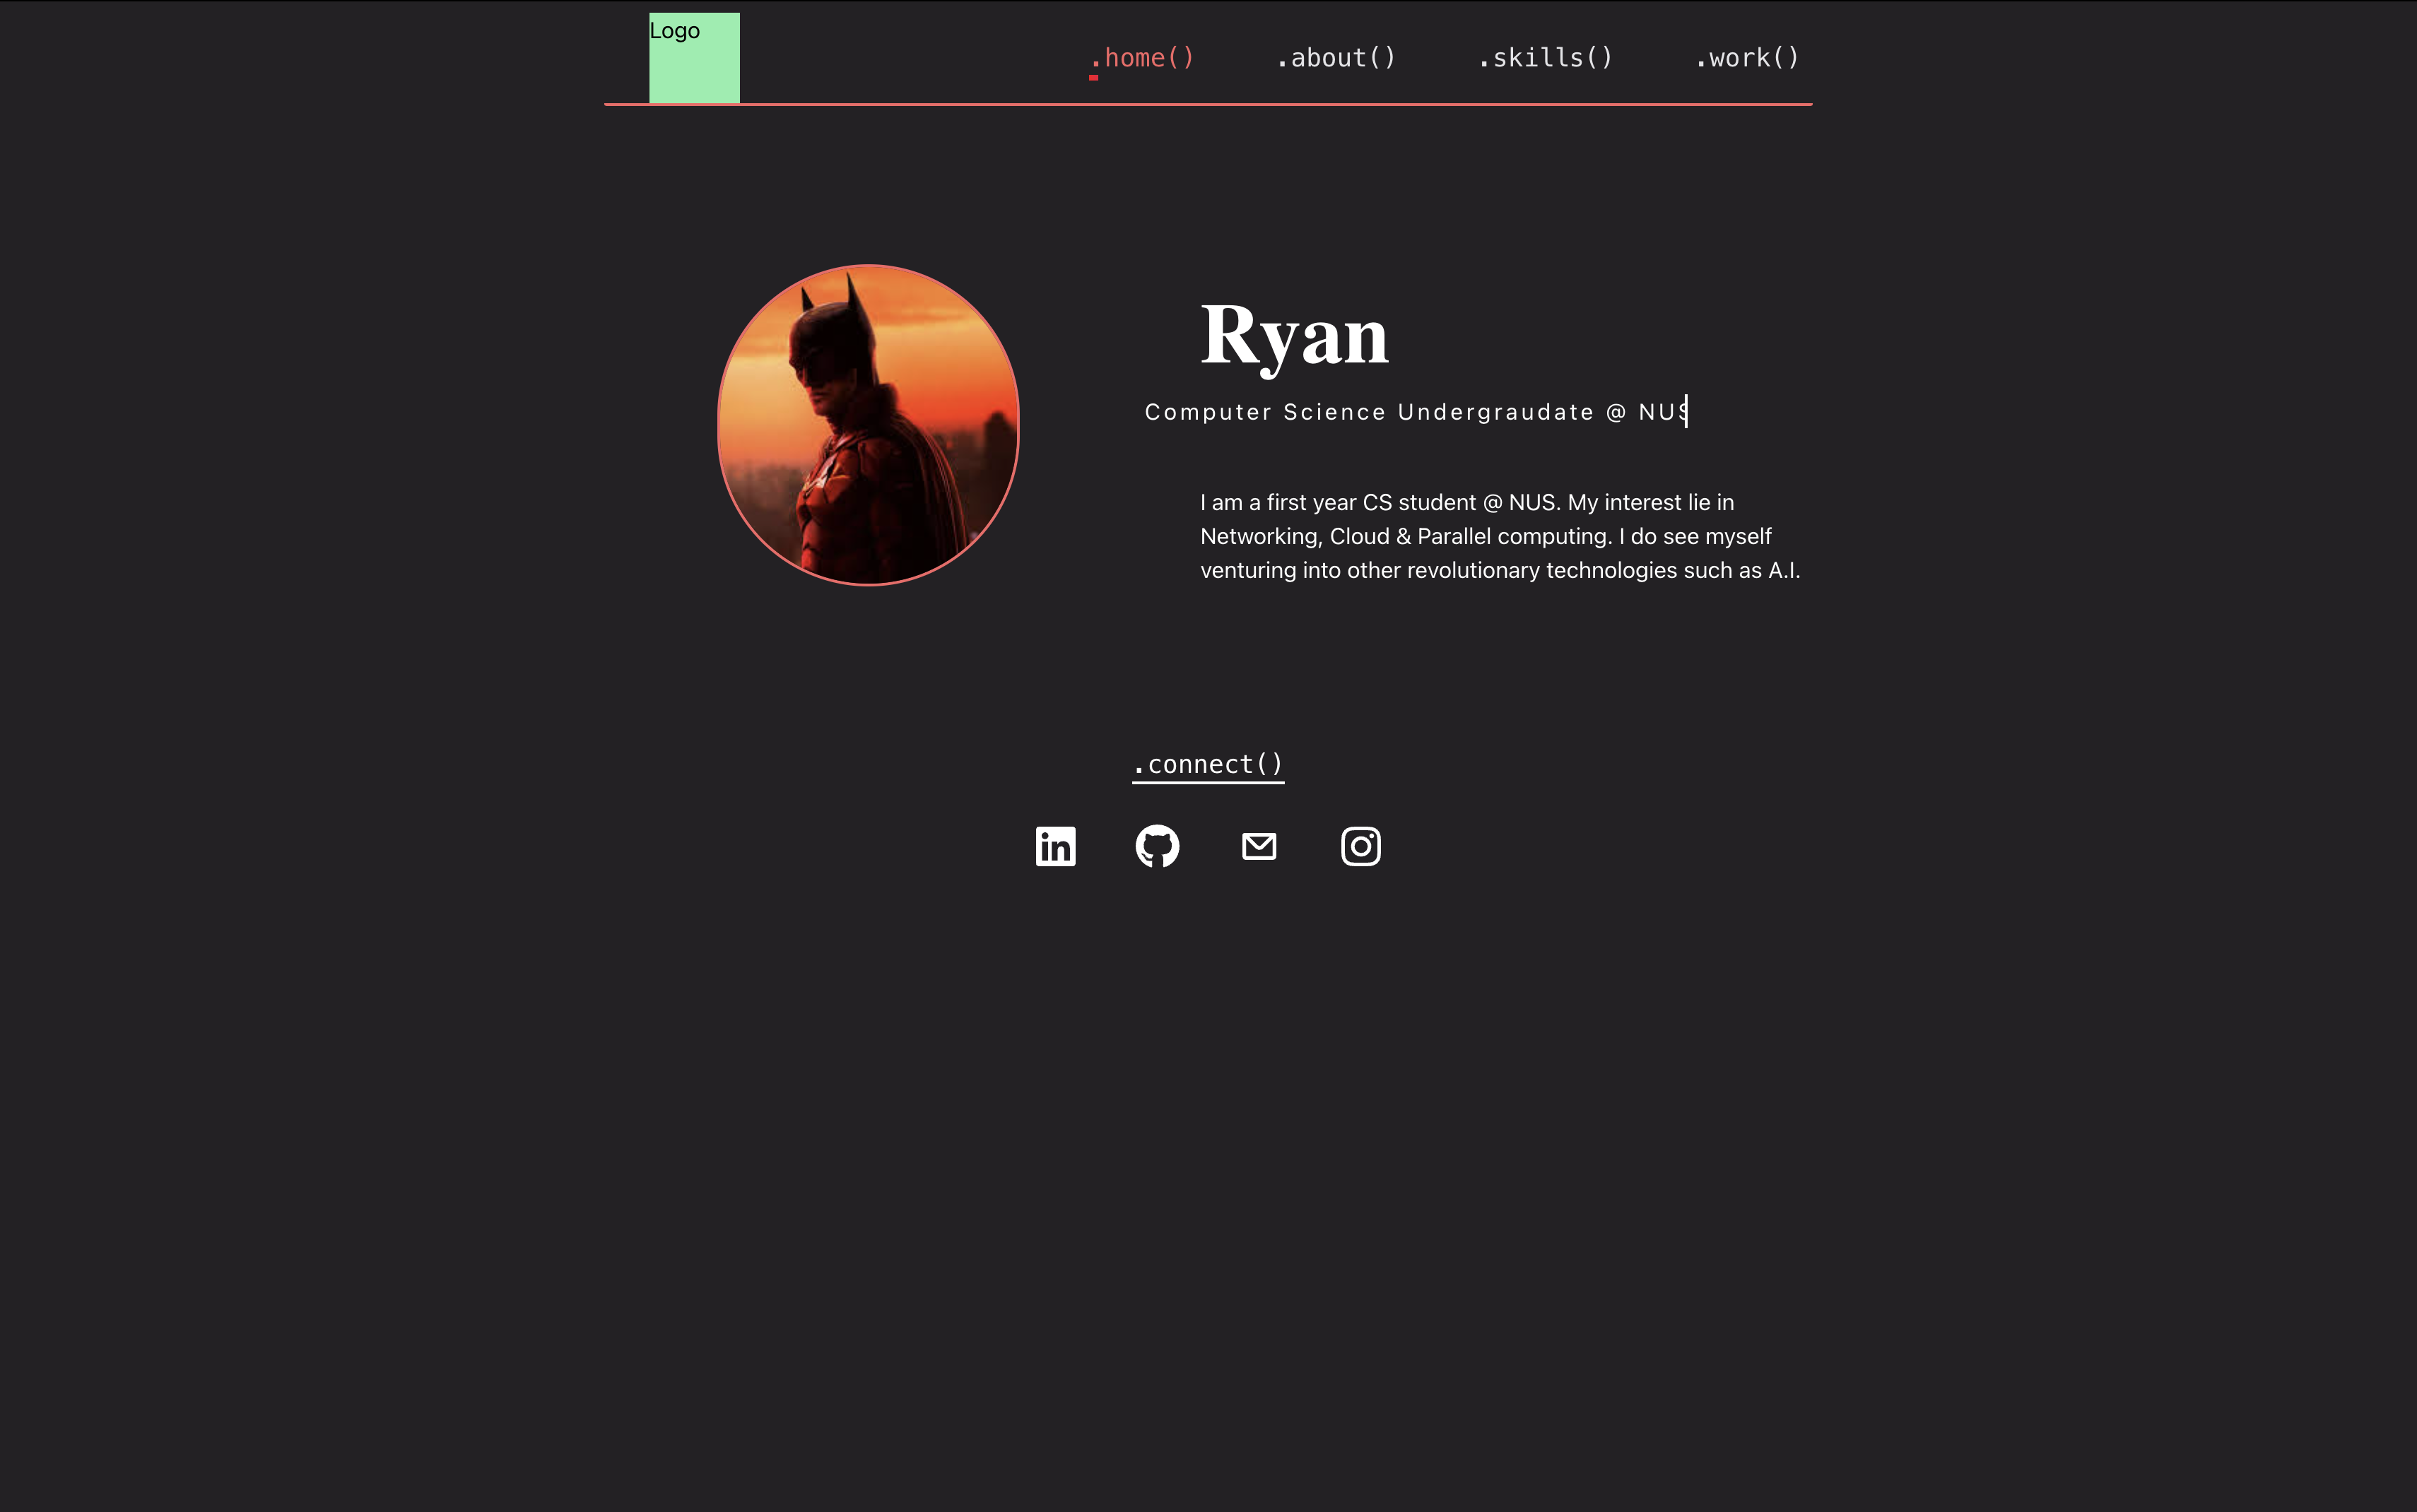 Logo
.home() .about() .skills() .work()
Ryan
Computer Science Undergraudate @ NUS
I am a first year CS student @ NUS. My interest lie in
Networking, Cloud & Parallel computing. I do see myself
venturing into other revolutionary technologies such as A.I.
.connect()
in